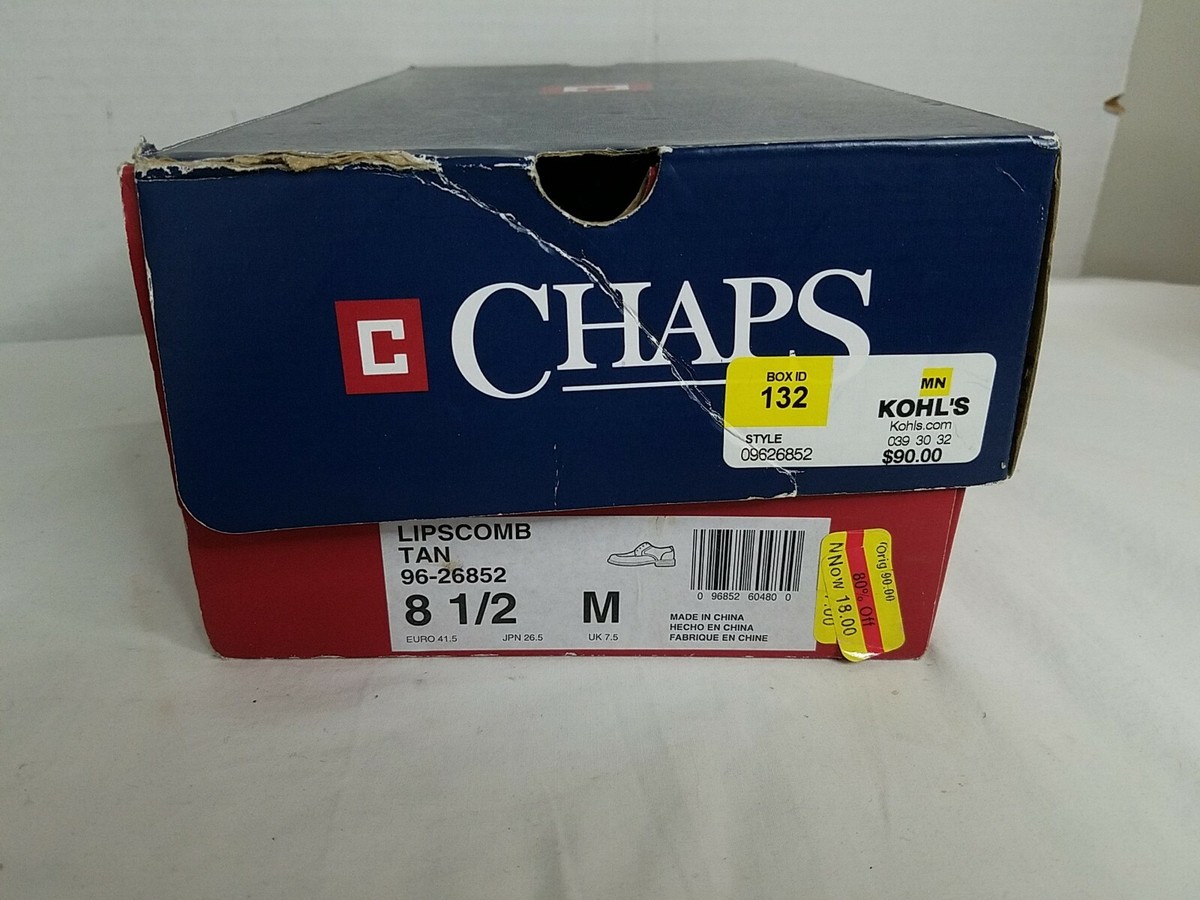 C CHAPS
BOX ID
132
STYLE
09626852
MN
KOHL'S
Kohls.com
039 30 32
$90.00
LIPSCOMB
TAN
96-26852
8 1/2 M
EURO 41.5 JPN 26.5 UK 7.5
0 96852 60480 0
MADE IN CHINA
HECHO EN CHINA
FABRIQUE EN CHINE
Orig 90.00
80% Off
NNow 18.00